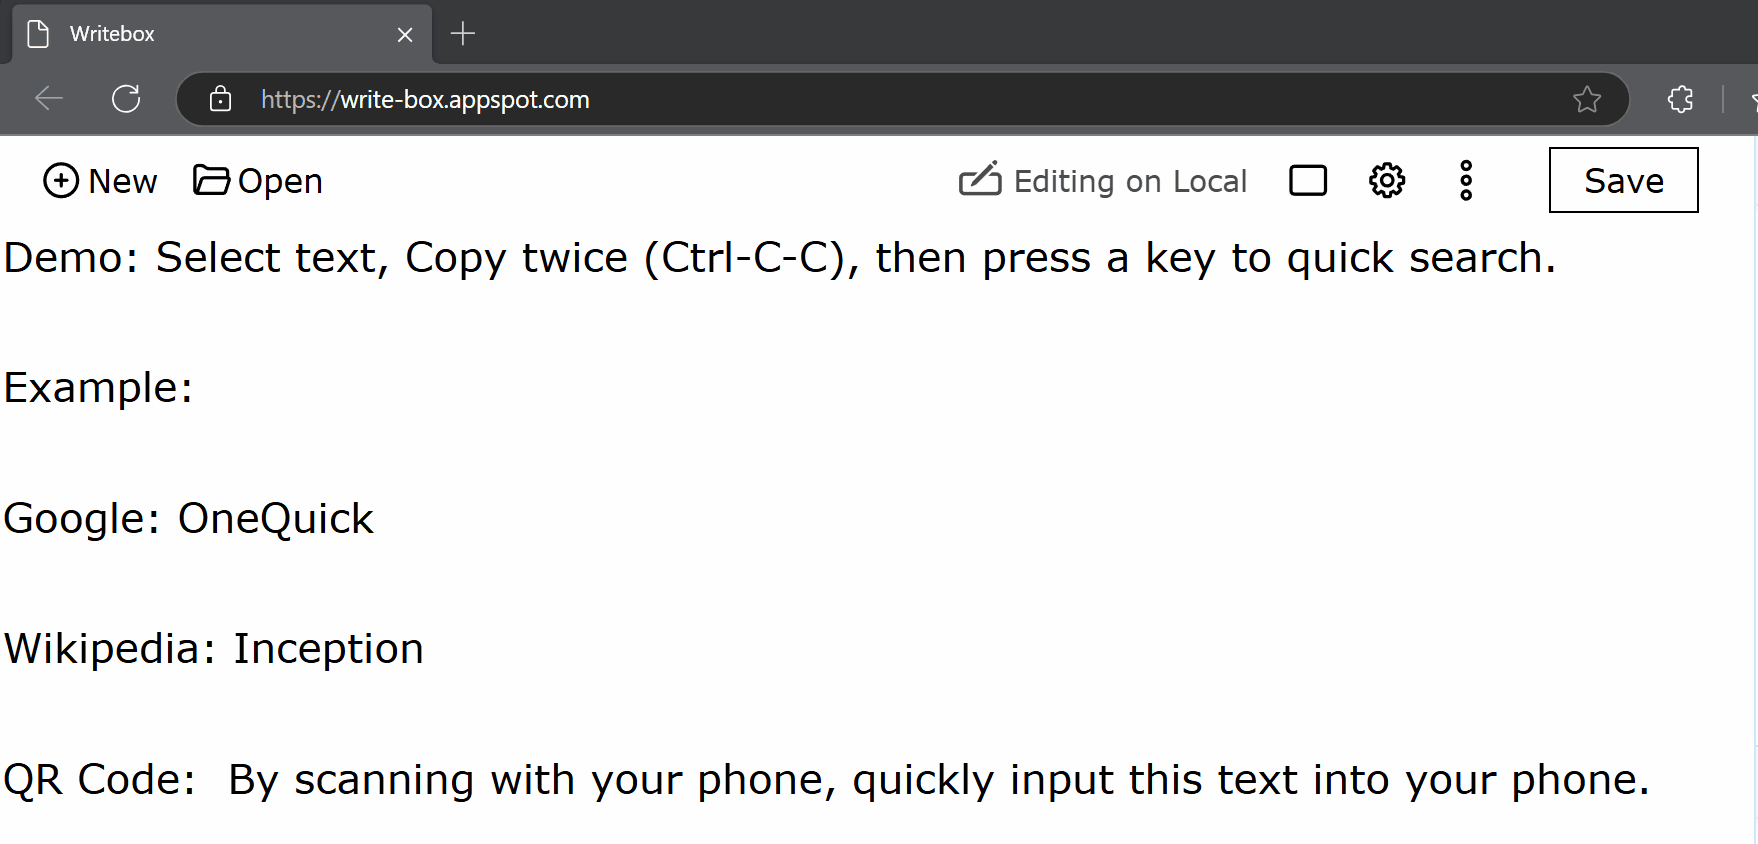 Writebox
https://write-box.appspot.com
New Open Editing on Local Save
Demo: Select text, Copy twice (Ctrl-C-C), then press a key to quick search.
Example:
Google: OneQuick
Wikipedia: Inception
QR Code:  By scanning with your phone, quickly input this text into your phone.